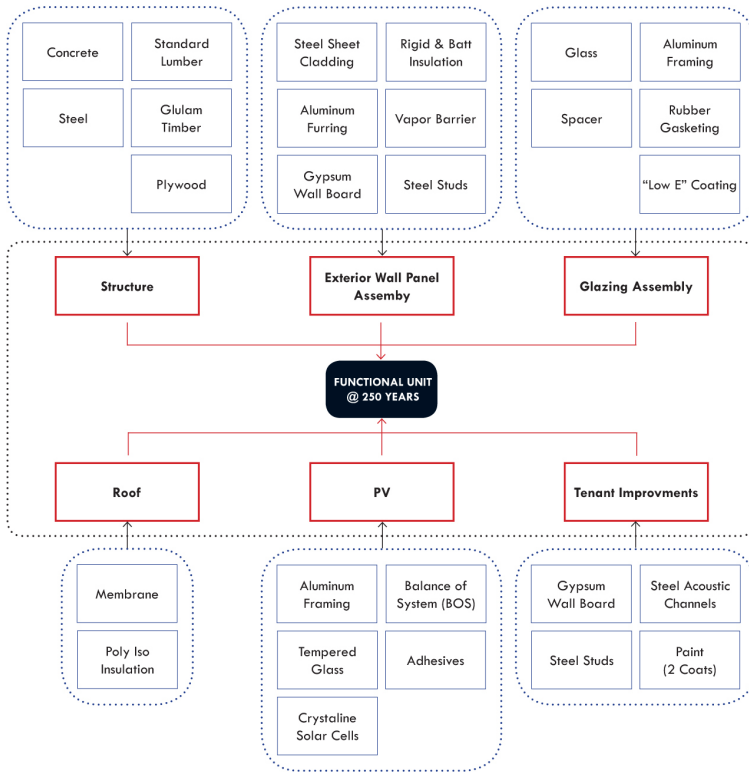 Concrete
Standard
Lumber
Steel
Glulam
Timber
Plywood
Steel Sheet
Cladding
Rigid & Batt
Insulation
Aluminum
Furring
Vapor Barrier
Gypsum
Wall Board
Steel Studs
Glass
Aluminum
Framing
Spacer
Rubber
Gasketing
“Low E” Coating
Structure
Exterior Wall Panel
Assemby
Glazing Assembly
FUNCTIONAL UNIT
@ 250 YEARS
Roof
PV
Tenant Improvments
Membrane
Poly Iso
Insulation
Aluminum
Framing
Balance of
System (BOS)
Tempered
Glass
Adhesives
Crystaline
Solar Cells
Gypsum
Wall Board
Steel Acoustic
Channels
Steel Studs
Paint
(2 Coats)